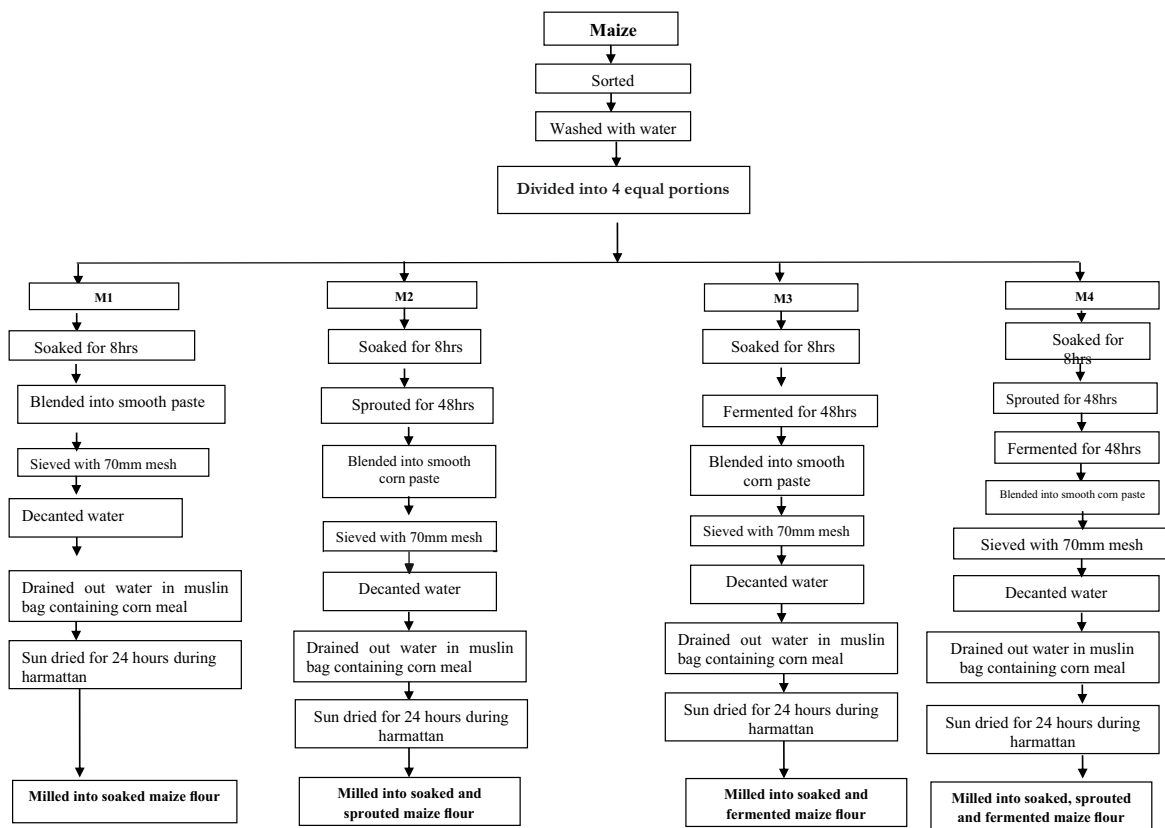 Maize
Sorted
Washed with water
Divided into 4 equal portions
M1
Soaked for 8hrs
Blended into smooth paste
Sieved with 70mm mesh
Decanted water
Drained out water in muslin
bag containing corn meal
Sun dried for 24 hours during
harmattan
Milled into soaked maize flour
M2
Soaked for 8hrs
Sprouted for 48hrs
Blended into smooth
corn paste
Sieved with 70mm mesh
Decanted water
Drained out water in muslin
bag containing corn meal
Sun dried for 24 hours during
harmattan
Milled into soaked and
sprouted maize flour
M3
Soaked for 8hrs
Fermented for 48hrs
Blended into smooth
corn paste
Sieved with 70mm mesh
Decanted water
Drained out water in muslin
bag containing corn meal
Sun dried for 24 hours during
harmattan
Milled into soaked and
fermented maize flour
M4
Soaked for
8hrs
Sprouted for 48hrs
Fermented for 48hrs
Blended into smooth corn paste
Sieved with 70mm mesh
Decanted water
Drained out water in muslin
bag containing corn meal
Sun dried for 24 hours during
harmattan
Milled into soaked, sprouted
and fermented maize flour